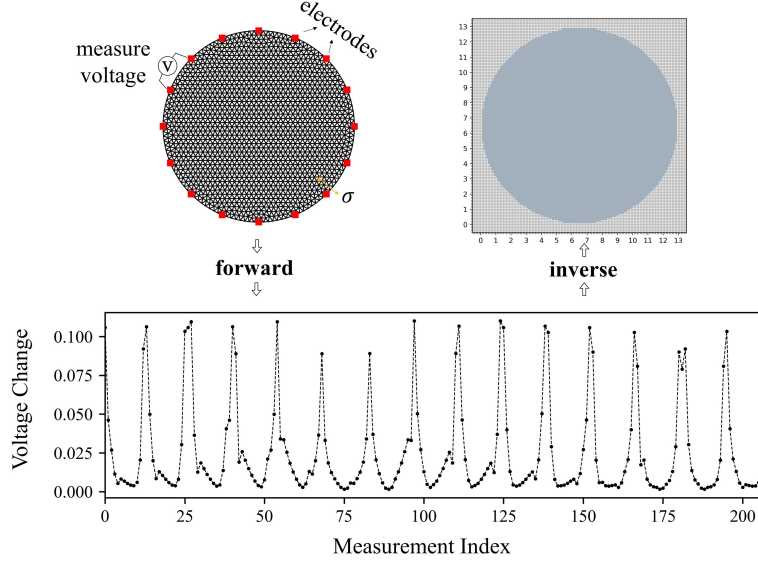 electrodes
measure
voltage
V
σ
13
12
11
10
9
8
7
6
5
4
3
2
1
0
0 1 2 3 4 5 6 7 8 9 10 11 12 13
forward
inverse
Voltage Change
0.100
0.075
0.050
0.025
0.000
0 25 50 75 100 125 150 175 200
Measurement Index